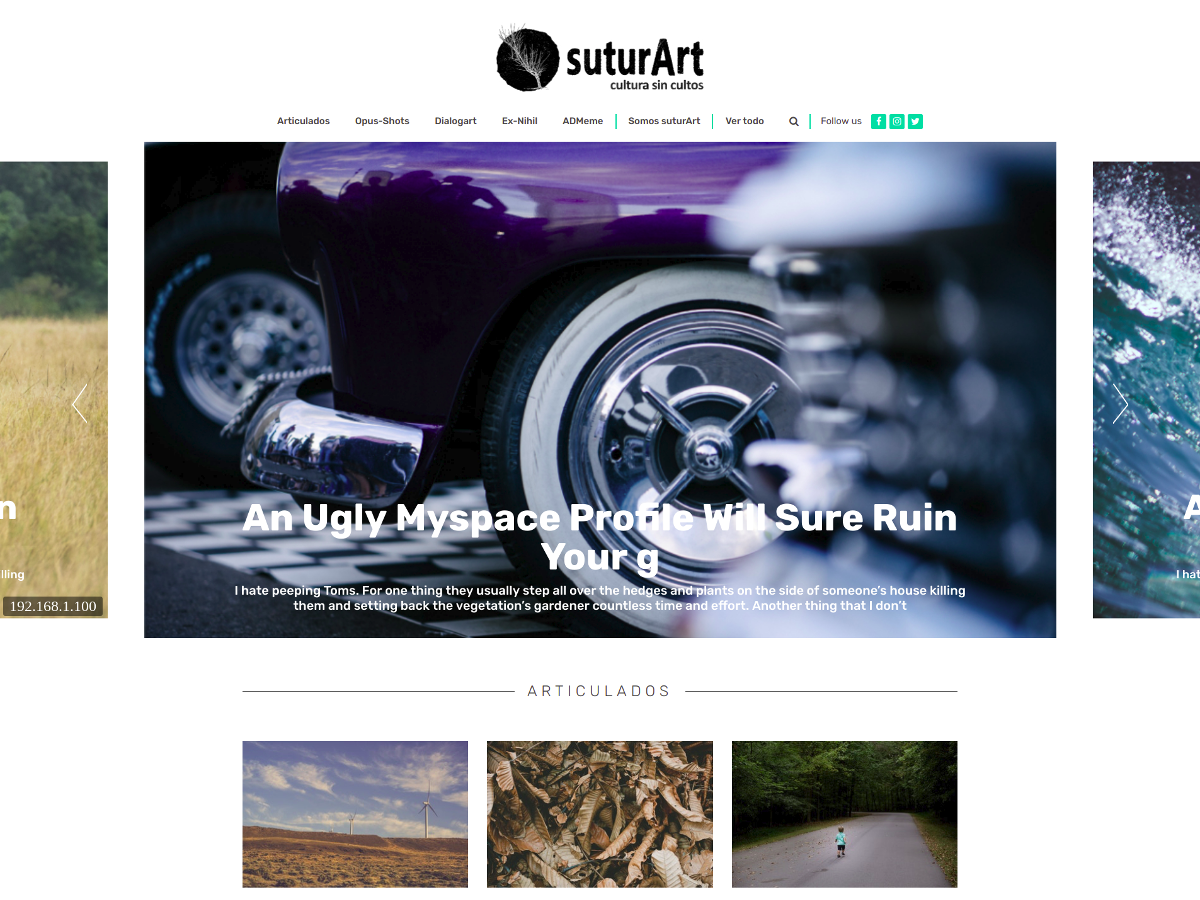 suturArt
cultura sin cultos
Articulados Opus-Shots Dialogart Ex-Nihil ADMeme Somos suturArt Ver todo Follow us
An Ugly Myspace Profile Will Sure Ruin
Your g
I hate peeping Toms. For one thing they usually step all over the hedges and plants on the side of someone's house killing
them and setting back the vegetation's gardener countless time and effort. Another thing that I don't
n
lling
192.168.1.100
A
I hat
ARTICULADOS